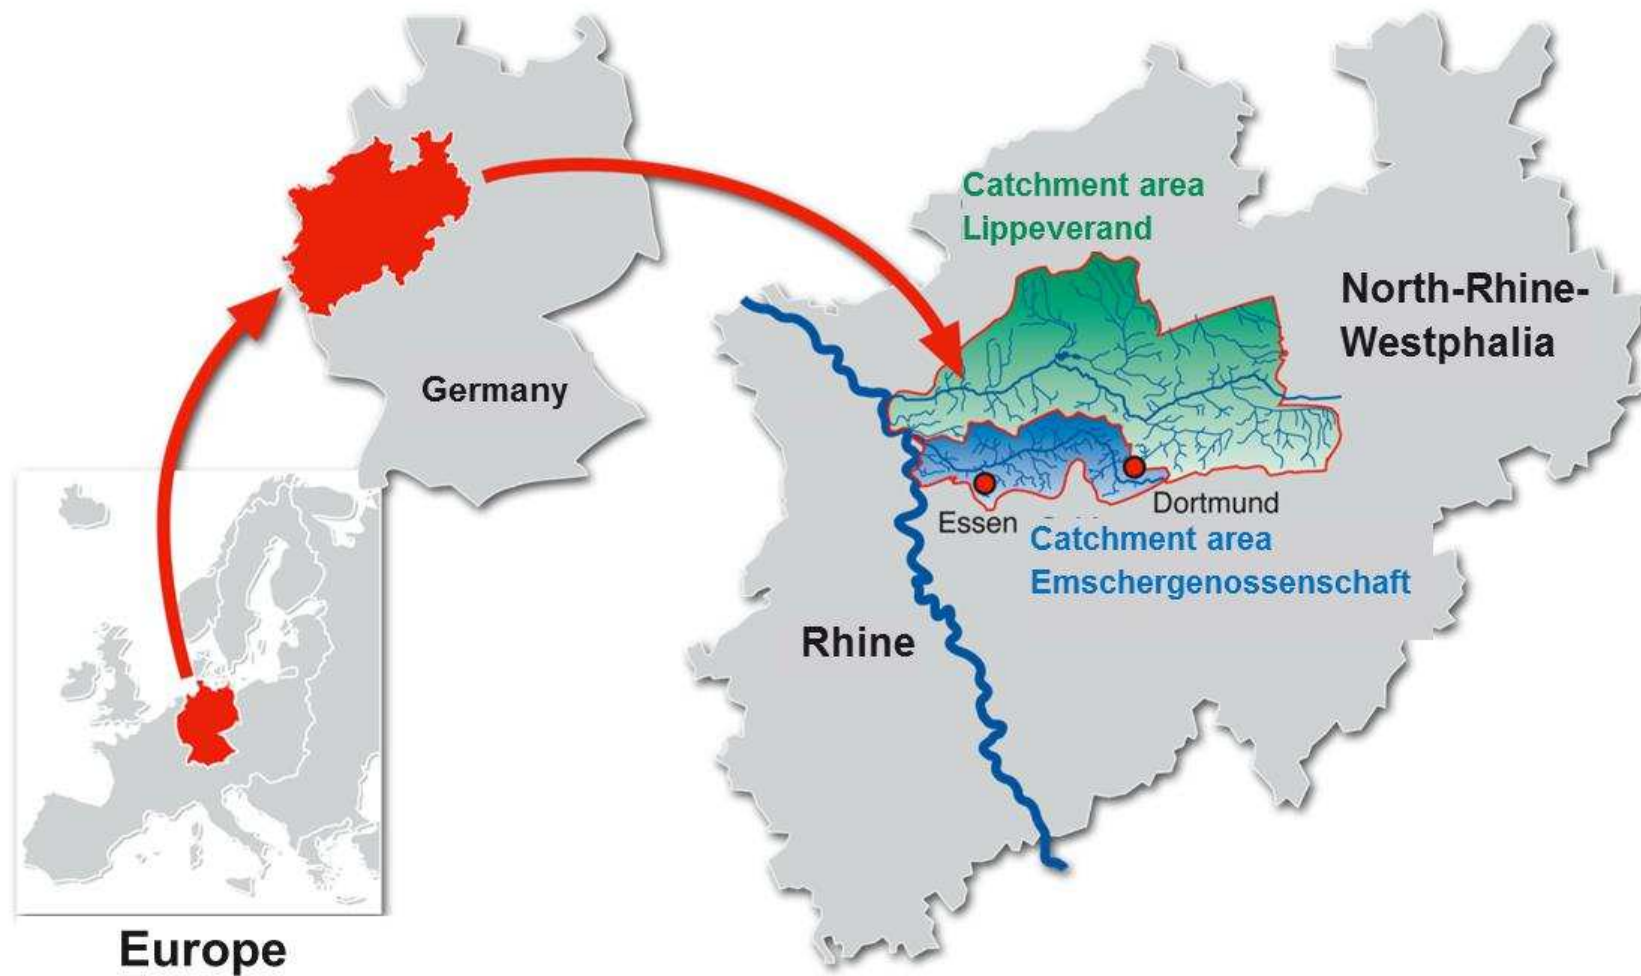 Catchment area
Lippeverand
North-Rhine-
Westphalia
Germany
Dortmund
Essen
Catchment area
Emschergenossenschaft
Rhine
Europe